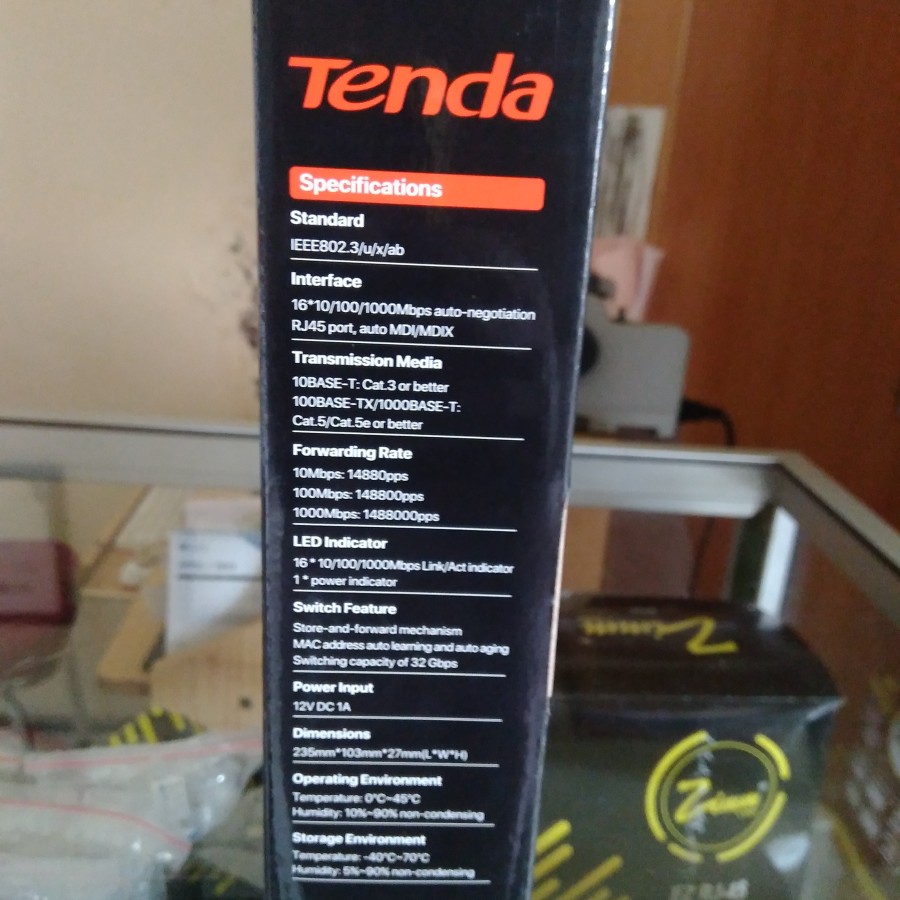 Tenda
Specifications
Standard
IEEE802.3/u/x/ab
Interface
16*10/100/1000Mbps auto-negotiation
RJ45 port, auto MDI/MDIX
Transmission Media
10BASE-T: Cat.3 or better
100BASE-TX/1000BASE-T:
Cat.5/Cat.5e or better
Forwarding Rate
10Mbps: 14880pps
100Mbps: 148800pps
1000Mbps: 1488000pps
LED Indicator
16 * 10/100/1000Mbps Link/Act indicator
1 * power indicator
Switch Feature
Store-and-forward mechanism
MAC address auto learning and auto aging
Switching capacity of 32 Gbps
Power Input
12V DC 1A
Dimensions
235mm*103mm*27mm(L*W*H)
Operating Environment
Temperature: 0°C~45°C
Humidity: 10%~90% non-condensing
Storage Environment
Temperature: -40°C~70°C
Humidity: 5%~90% non-condensing